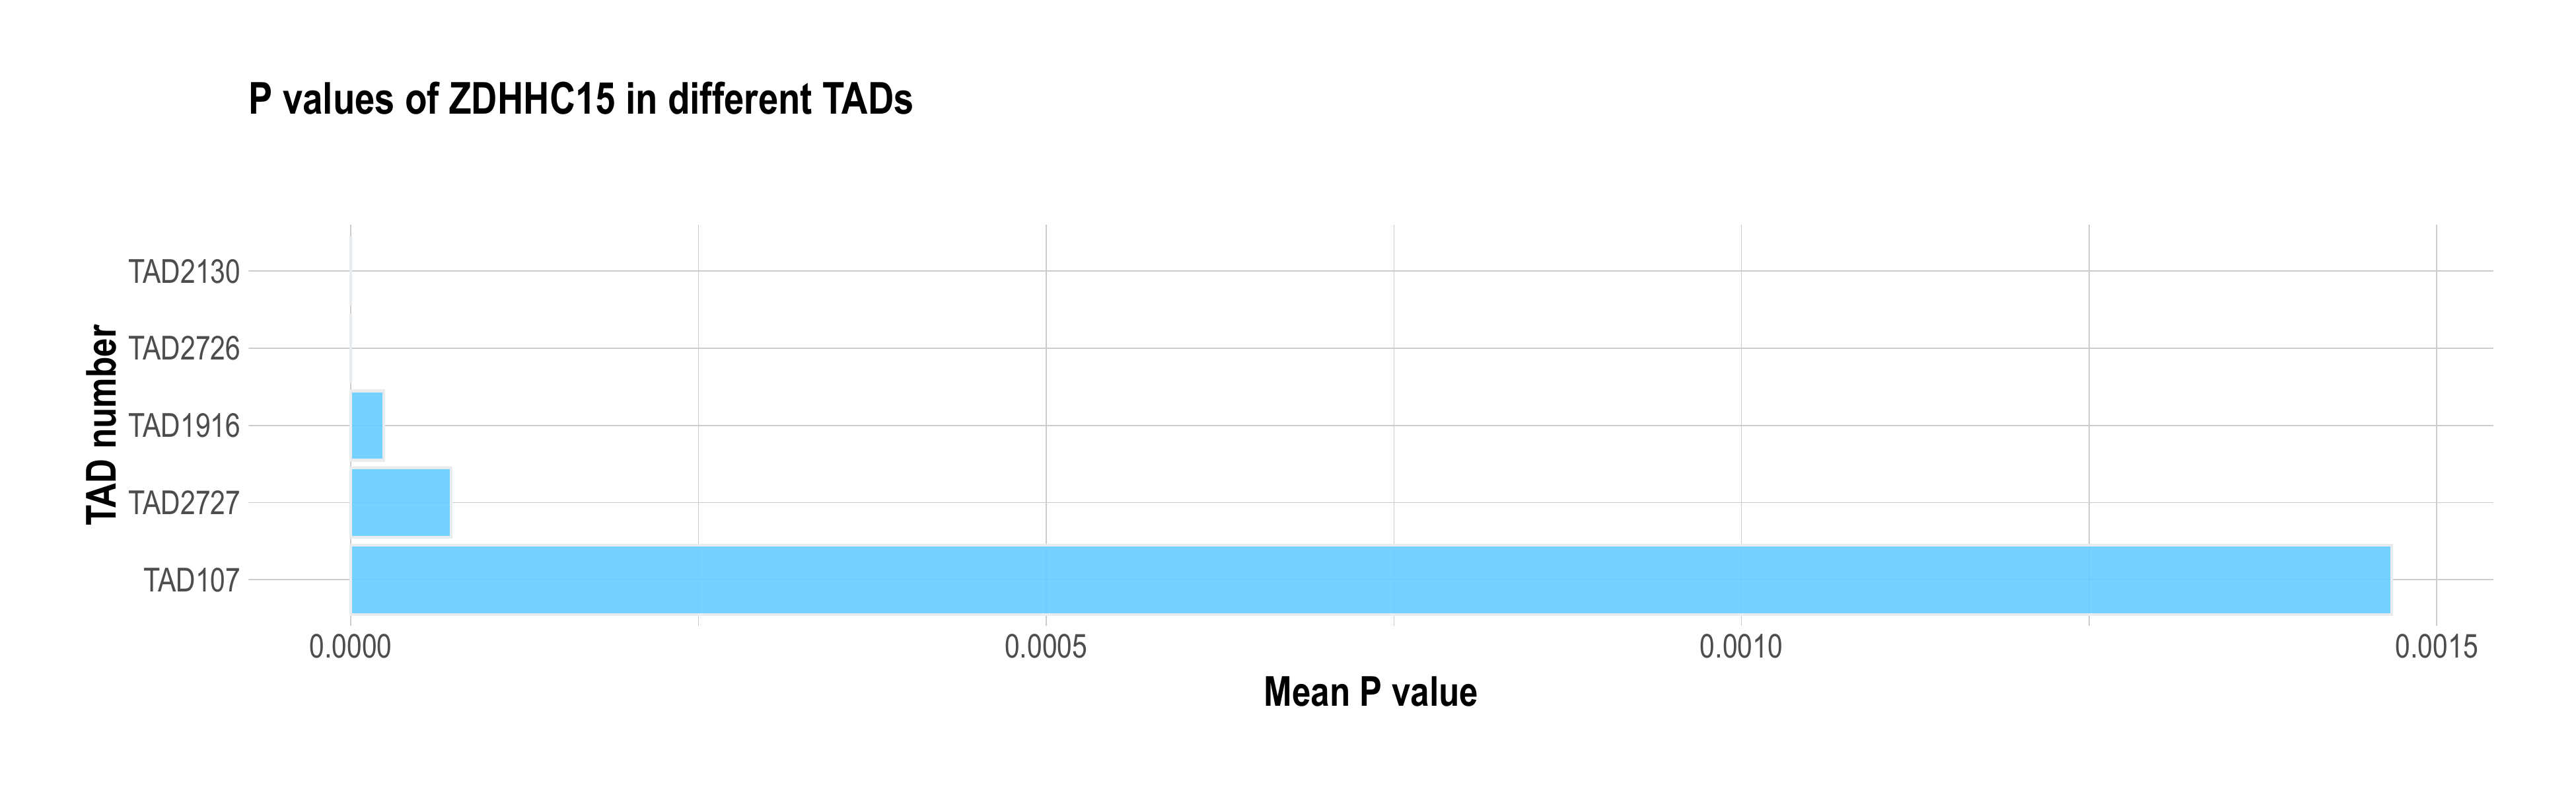 P values of ZDHHC15 in different TADs
TAD number
TAD2130
TAD2726
TAD1916
TAD2727
TAD107
0.0000 0.0005 0.0010 0.0015
Mean P value